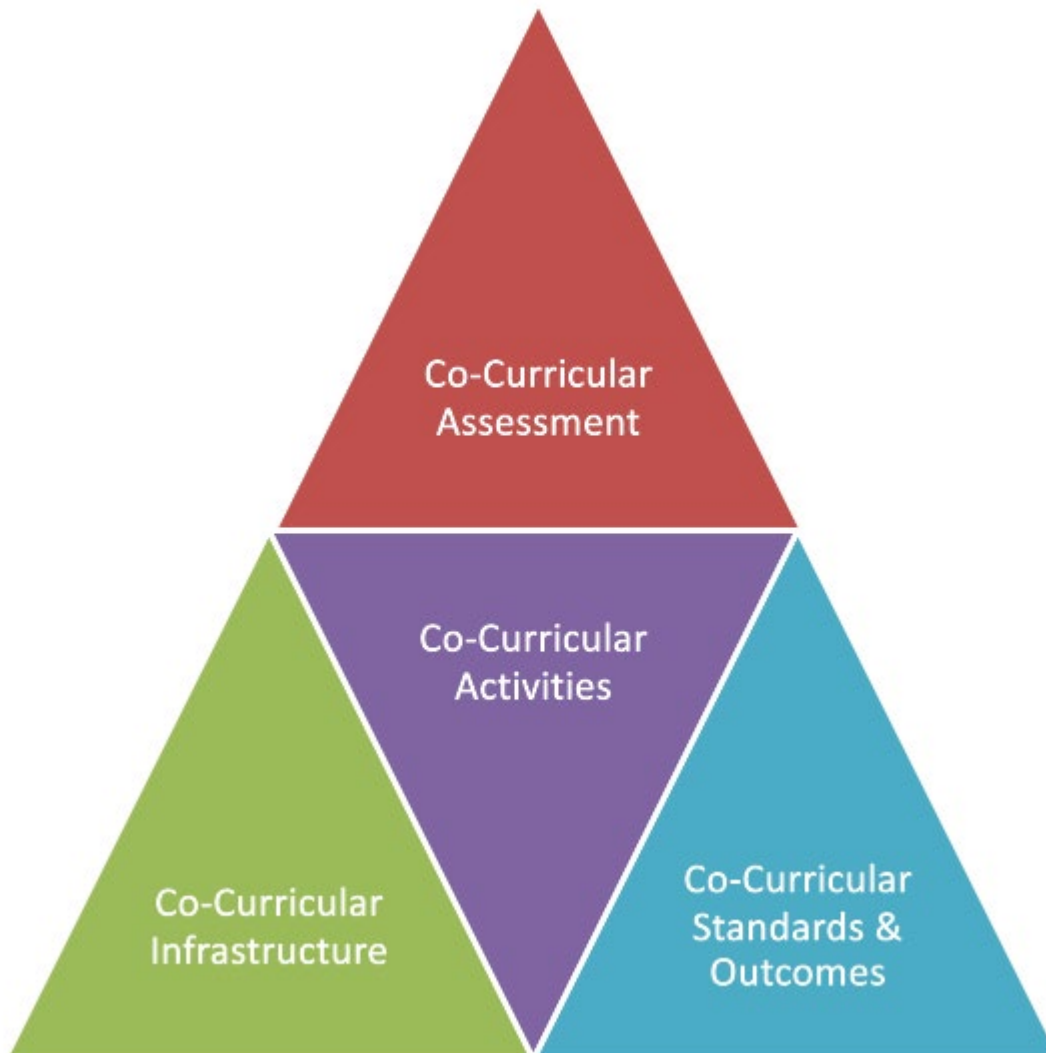 Co-Curricular
Assessment
Co-Curricular
Activities
Co-Curricular
Infrastructure
Co-Curricular
Standards &
Outcomes